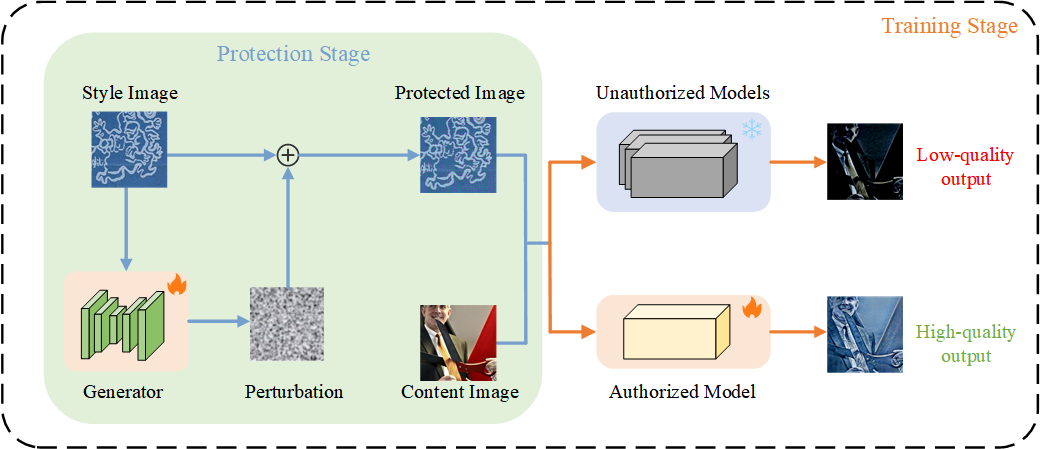 Training Stage
Protection Stage
Style Image
Protected Image
Unauthorized Models
Low-quality
output
High-quality
output
Generator
Perturbation
Content Image
Authorized Model